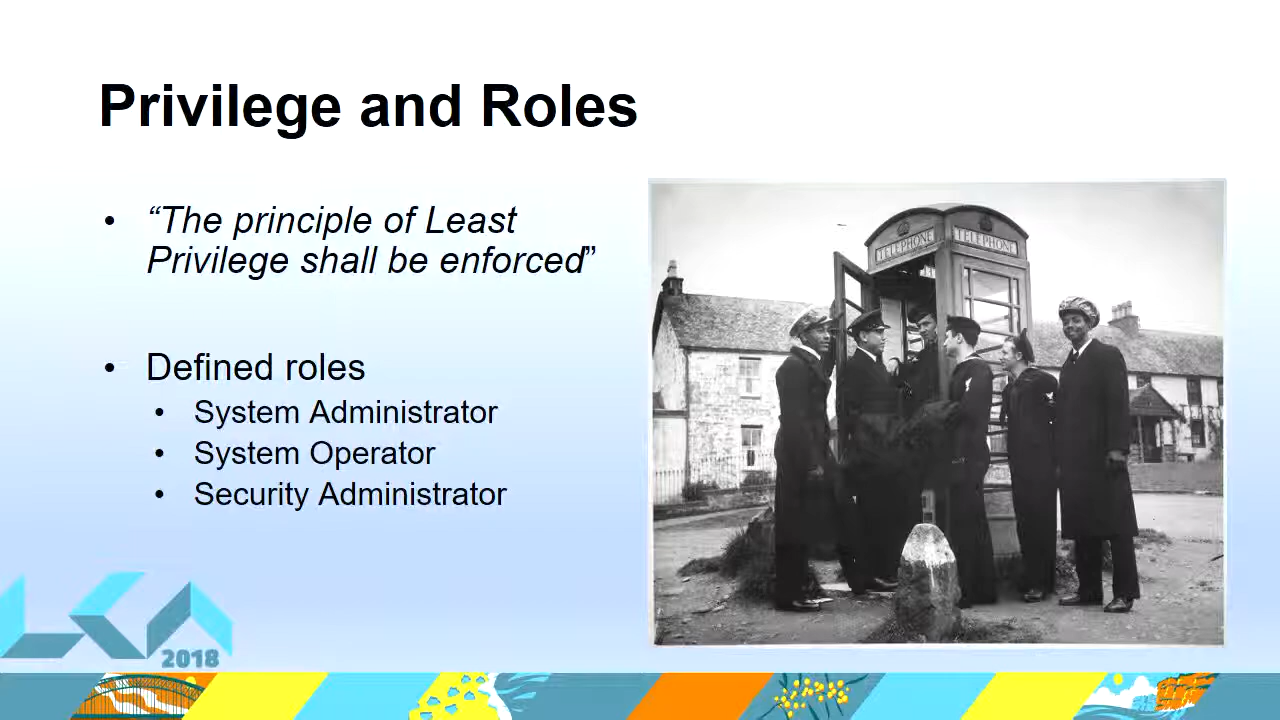 Privilege and Roles
• “The principle of Least
Privilege shall be enforced”
• Defined roles
• System Administrator
• System Operator
• Security Administrator
TELEPHONE
TELEPHONE
LCA
2018